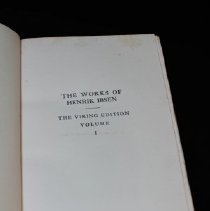 THE WORKS OF
HENRIK IBSEN
THE VIKING EDITION
VOLUME
I